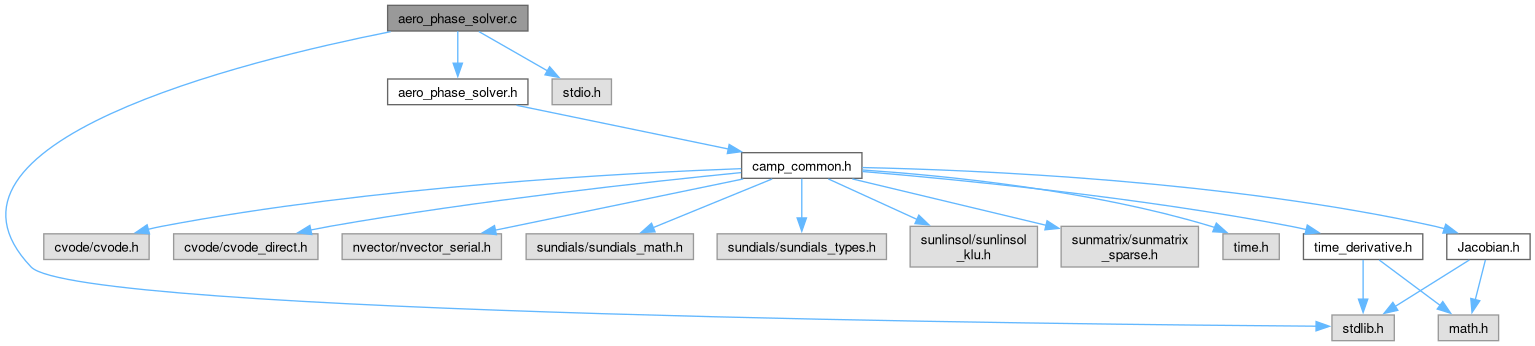 aero_phase_solver.c
aero_phase_solver.h
stdio.h
camp_common.h
cvode/cvode.h
cvode/cvode_direct.h
nvector/nvector_serial.h
sundials/sundials_math.h
sundials/sundials_types.h
sunlinsol/sunlinsol
_klu.h
sunmatrix/sunmatrix
_sparse.h
time.h
time_derivative.h
Jacobian.h
stdlib.h
math.h